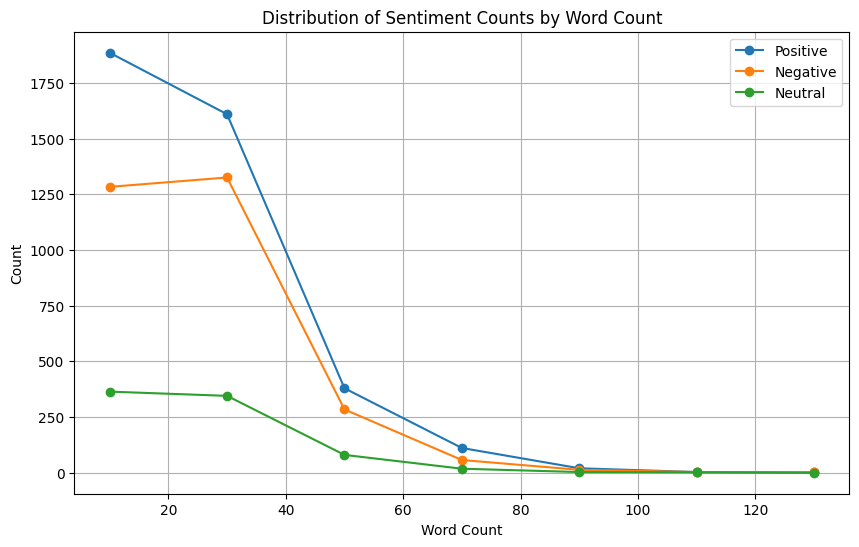 Distribution of Sentiment Counts by Word Count
Positive
Negative
Neutral
Count
1750
1500
1250
1000
750
500
250
0
20 40 60 80 100 120
Word Count